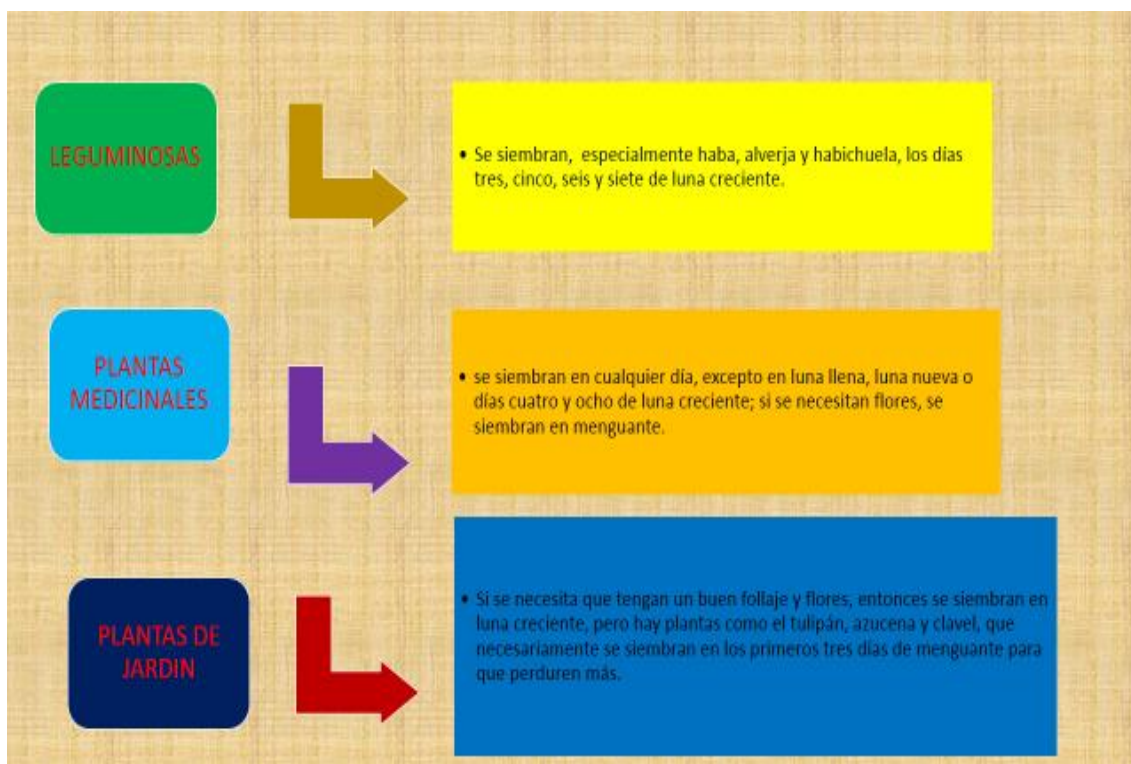 LEGUMINOSAS
• Se siembran, especialmente haba, alverja y habichuela, los días
tres, cinco, seis y siete de luna creciente.
PLANTAS
MEDICINALES
• se siembran en cualquier día, excepto en luna llena, luna nueva o
días cuatro y ocho de luna creciente; si se necesitan flores, se
siembran en menguante.
PLANTAS DE
JARDIN
• Si se necesita que tengan un buen follaje y flores, entonces se siembran en
luna creciente, pero hay plantas como el tulipán, azucena y clavel, que
necesariamente se siembran en los primeros tres días de menguante para
que perduren más.